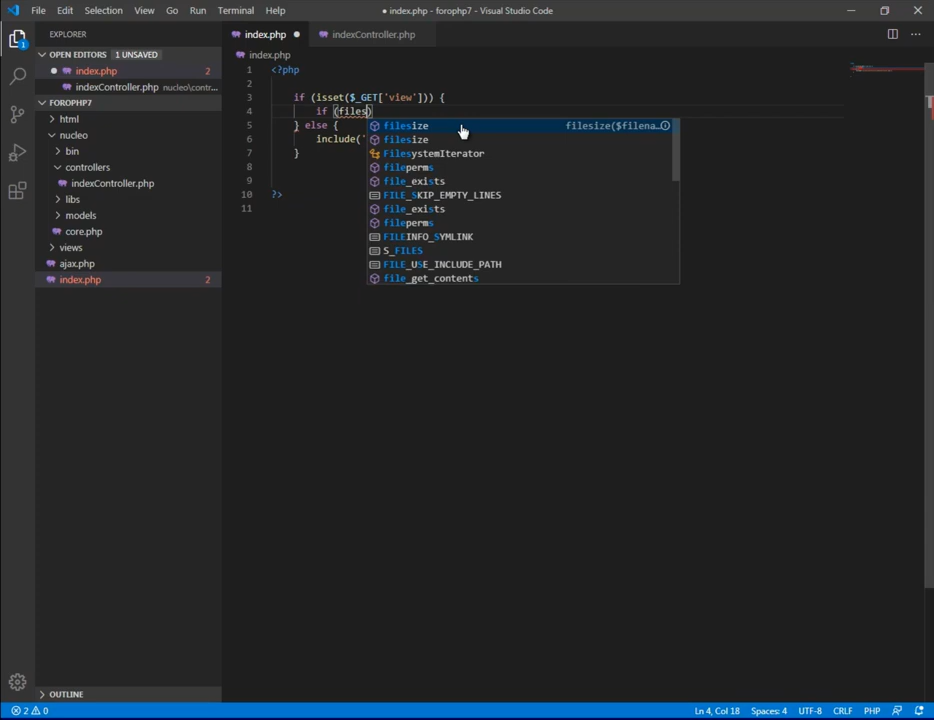 File Edit Selection View Go Run Terminal Help
● index.php - forophp7 - Visual Studio Code
EXPLORER
index.php ●
indexController.php
OPEN EDITORS 1 UNSAVED
● index.php 2
indexController.php nucleo\contr...
index.php
FOROPHP7
html
nucleo
bin
controllers
indexController.php
libs
models
core.php
views
ajax.php
index.php 2
OUTLINE
1 <?php
2
3 if (isset($_GET['view'])) {
4 if (files)
5 } else {
6 include('
7 }
8
9
10 ?>
11
filesize filesize($filena...
filesize
FilesystemIterator
fileperms
file_exists
FILE_SKIP_EMPTY_LINES
file_exists
fileperms
FILEINFO_SYMLINK
S_FILES
FILE_USE_INCLUDE_PATH
file_get_contents
1
2 0
Ln 4, Col 18 Spaces: 4 UTF-8 CRLF PHP